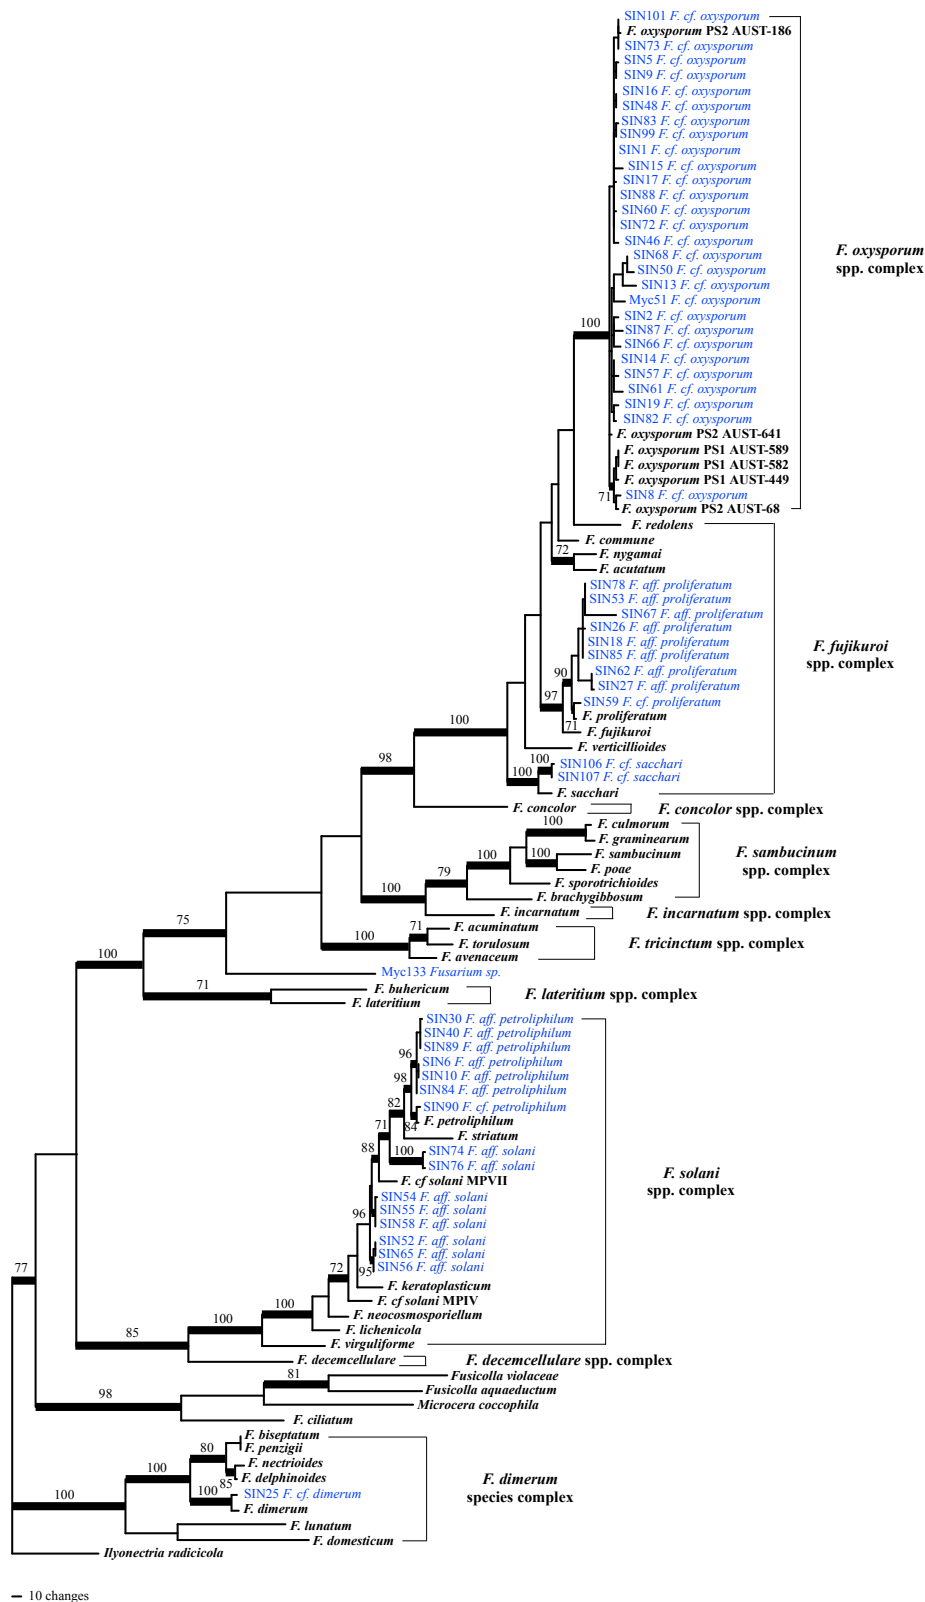 SIN101 F. cf. oxysporum
F. oxysporum PS2 AUST-186
SIN73 F. cf. oxysporum
SIN5 F. cf. oxysporum
SIN9 F. cf. oxysporum
SIN16 F. cf. oxysporum
SIN48 F. cf. oxysporum
SIN83 F. cf. oxysporum
SIN99 F. cf. oxysporum
SIN1 F. cf. oxysporum
SIN15 F. cf. oxysporum
SIN17 F. cf. oxysporum
SIN88 F. cf. oxysporum
SIN60 F. cf. oxysporum
SIN72 F. cf. oxysporum
SIN46 F. cf. oxysporum
F. oxysporum
spp. complex
SIN68 F. cf. oxysporum
SIN50 F. cf. oxysporum
SIN13 F. cf. oxysporum
Myc51 F. cf. oxysporum
SIN2 F. cf. oxysporum
100
SIN87 F. cf. oxysporum
SIN66 F. cf. oxysporum
SIN14 F. cf. oxysporum
SIN57 F. cf. oxysporum
SIN61 F. cf. oxysporum
SIN19 F. cf. oxysporum
SIN82 F. cf. oxysporum
F. oxysporum PS2 AUST-641
F. oxysporum PS1 AUST-589
F. oxysporum PS1 AUST-582
F. oxysporum PS1 AUST-449
71
SIN8 F. cf. oxysporum
F. oxysporum PS2 AUST-68
F. redolens
F. commune
72
F. nygamai
F. acutatum
SIN78 F. aff. proliferatum
SIN53 F. aff. proliferatum
SIN67 F. aff. proliferatum
SIN26 F. aff. proliferatum
SIN18 F. aff. proliferatum
SIN85 F. aff. proliferatum
F. fujikuroi
spp. complex
90
SIN62 F. aff. proliferatum
SIN27 F. aff. proliferatum
97
SIN59 F. cf. proliferatum
F. proliferatum
71
F. fujikuroi
100
F. verticillioides
98
100
SIN106 F. cf. sacchari
100
SIN107 F. cf. sacchari
F. sacchari
F. concolor
F. concolor spp. complex
100
F. culmorum
F. graminearum
100
F. sambucinum
100
F. poae
F. sambucinum
spp. complex
79
F. sporotrichioides
100
F. brachygibbosum
F. incarnatum
F. incarnatum spp. complex
75
71
F. acuminatum
100
F. torulosum
F. avenaceum
F. tricinctum spp. complex
100
Myc133 Fusarium sp.
71
F. buhericum
F. lateritium
F. lateritium spp. complex
SIN30 F. aff. petroliphilum
SIN40 F. aff. petroliphilum
SIN89 F. aff. petroliphilum
96
SIN6 F. aff. petroliphilum
SIN10 F. aff. petroliphilum
98
SIN84 F. aff. petroliphilum
82
SIN90 F. cf. petroliphilum
F. petroliphilum
84
71
F. striatum
88
100
SIN74 F. aff. solani
SIN76 F. aff. solani
F. solani
spp. complex
F. cf solani MPVII
SIN54 F. aff. solani
96
SIN55 F. aff. solani
SIN58 F. aff. solani
SIN52 F. aff. solani
SIN65 F. aff. solani
95
SIN56 F. aff. solani
77
72
F. keratoplasticum
F. cf solani MPIV
100
F. neocosmosporiellum
100
F. lichenicola
85
F. virguliforme
F. decemcellulare
F. decemcellulare spp. complex
81
Fusicolla violaceae
Fusicolla aquaeductum
98
Microcera coccophila
F. ciliatum
F. biseptatum
80
F. penzigii
F. nectrioides
100
F. delphinoides
85
F. dimerum
species complex
100
SIN25 F. cf. dimerum
100
F. dimerum
F. lunatum
F. domesticum
Ilyonectria radicicola
10 changes